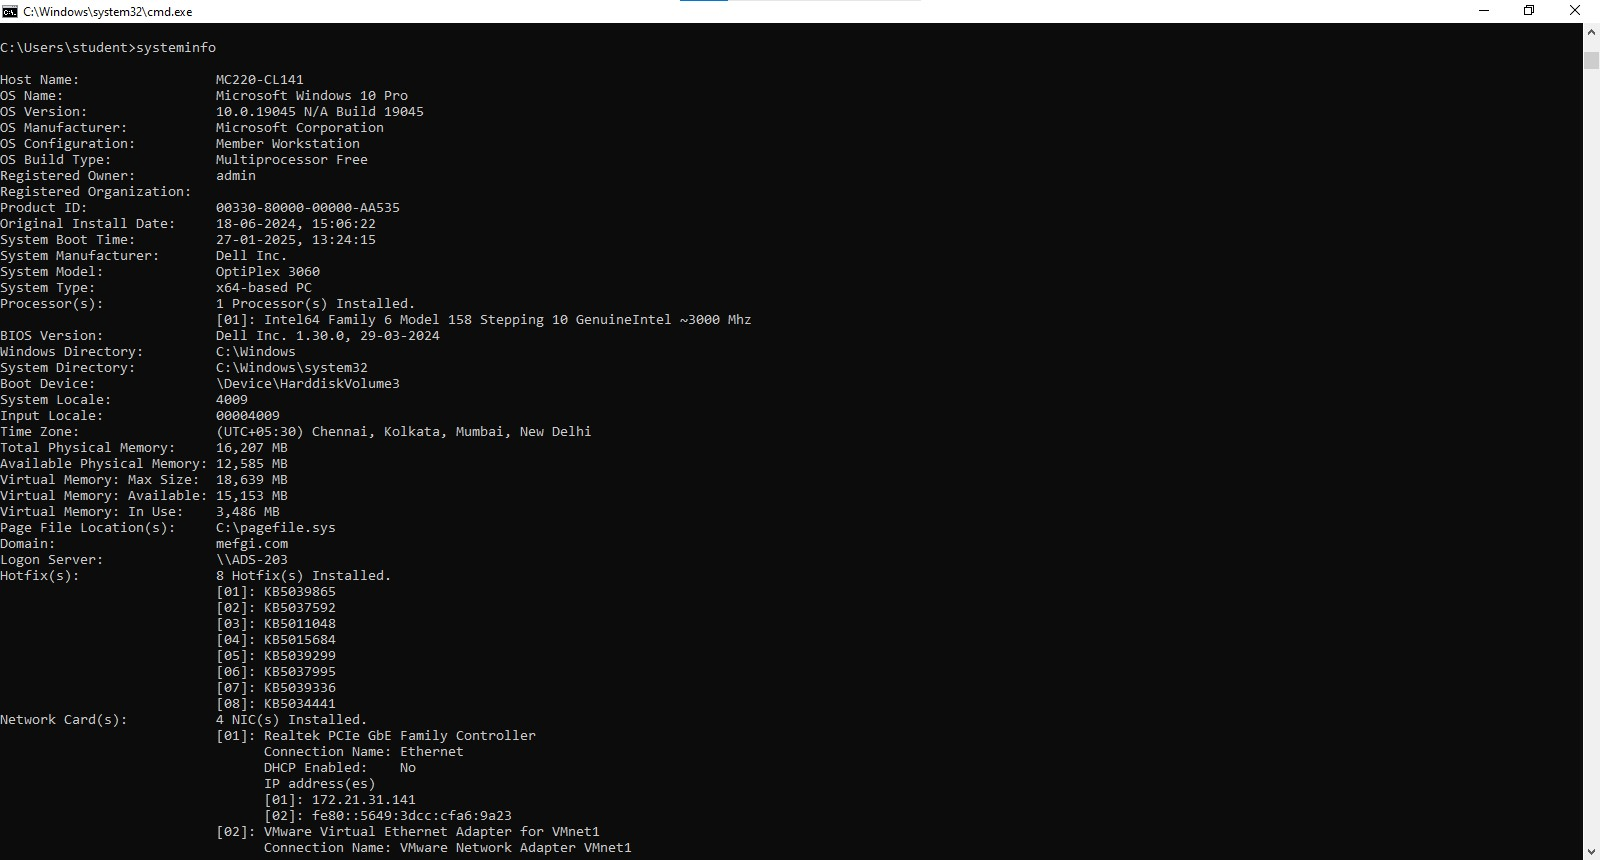 C:\Windows\system32\cmd.exe
C:\Users\student>systeminfo
Host Name: MC220-CL141
OS Name: Microsoft Windows 10 Pro
OS Version: 10.0.19045 N/A Build 19045
OS Manufacturer: Microsoft Corporation
OS Configuration: Member Workstation
OS Build Type: Multiprocessor Free
Registered Owner: admin
Registered Organization:
Product ID: 00330-80000-00000-AA535
Original Install Date: 18-06-2024, 15:06:22
System Boot Time: 27-01-2025, 13:24:15
System Manufacturer: Dell Inc.
System Model: OptiPlex 3060
System Type: x64-based PC
Processor(s): 1 Processor(s) Installed.
[01]: Intel64 Family 6 Model 158 Stepping 10 GenuineIntel ~3000 Mhz
BIOS Version: Dell Inc. 1.30.0, 29-03-2024
Windows Directory: C:\Windows
System Directory: C:\Windows\system32
Boot Device: \Device\HarddiskVolume3
System Locale: 4009
Input Locale: 00004009
Time Zone: (UTC+05:30) Chennai, Kolkata, Mumbai, New Delhi
Total Physical Memory: 16,207 MB
Available Physical Memory: 12,585 MB
Virtual Memory: Max Size: 18,639 MB
Virtual Memory: Available: 15,153 MB
Virtual Memory: In Use: 3,486 MB
Page File Location(s): C:\pagefile.sys
Domain: mefgi.com
Logon Server: \\ADS-203
Hotfix(s): 8 Hotfix(s) Installed.
[01]: KB5039865
[02]: KB5037592
[03]: KB5011048
[04]: KB5015684
[05]: KB5039299
[06]: KB5037995
[07]: KB5039336
[08]: KB5034441
Network Card(s): 4 NIC(s) Installed.
[01]: Realtek PCIe GbE Family Controller
Connection Name: Ethernet
DHCP Enabled: No
IP address(es)
[01]: 172.21.31.141
[02]: fe80::5649:3dcc:cfa6:9a23
[02]: VMware Virtual Ethernet Adapter for VMnet1
Connection Name: VMware Network Adapter VMnet1